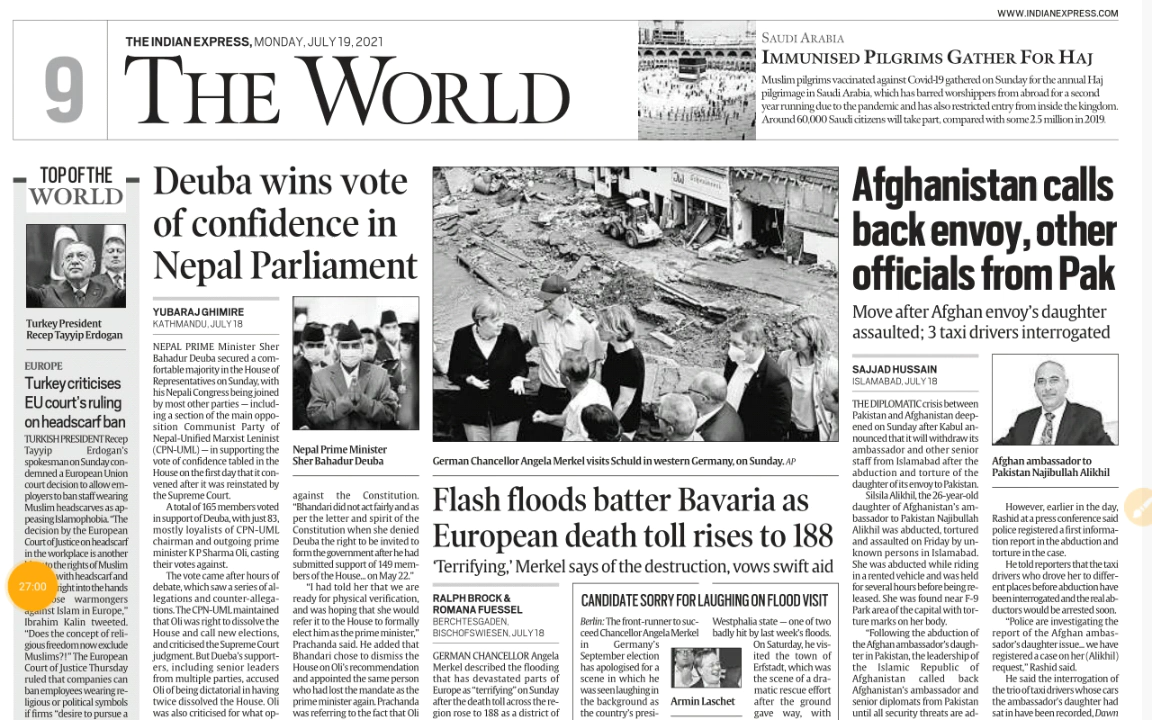 WWW.INDIANEXPRESS.COM
9
THE INDIAN EXPRESS, MONDAY, JULY 19, 2021
THE WORLD
SAUDI ARABIA
IMMUNISED PILGRIMS GATHER FOR HAJ
Muslim pilgrims vaccinated against Covid-19 gathered on Sunday for the annual Haj
pilgrimage in Saudi Arabia, which has barred worshippers from abroad for a second
year running due to the pandemic and has also restricted entry from inside the kingdom.
Around 60,000 Saudi citizens will take part, compared with some 2.5 million in 2019.
TOP OF THE
WORLD
Turkey President
Recep Tayyip Erdogan
EUROPE
Turkey criticises
EU court's ruling
on headscarf ban
TURKISH PRESIDENT Recep
Tayyip Erdogan's
spokesman on Sunday con-
demned a European Union
court decision to allow em-
ployers to ban staff wearing
Muslim headscarves as ap-
peasing Islamophobia. "The
decision by the European
Court of Justice on headscarf
in the workplace is another
to the rights of Muslim
with headscarf and
right into the hands
warmongers
against Islam in Europe,"
Ibrahim Kalin tweeted.
"Does the concept of reli-
gious freedom now exclude
Muslims?!" The European
Court of Justice Thursday
ruled that companies can
ban employees wearing re-
ligious or political symbols
if firms "desire to pursue a
27:00
Deuba wins vote
of confidence in
Nepal Parliament
YUBARAJ GHIMIRE
KATHMANDU, JULY 18
NEPAL PRIME Minister Sher
Bahadur Deuba secured a com-
fortable majority in the House of
Representatives on Sunday, with
his Nepali Congress being joined
by most other parties — includ-
ing a section of the main oppo-
sition Communist Party of
Nepal-Unified Marxist Leninist
(CPN-UML) — in supporting the
vote of confidence tabled in the
House on the first day that it con-
vened after it was reinstated by
the Supreme Court.
A total of 165 members voted
in support of Deuba, with just 83,
mostly loyalists of CPN-UML
chairman and outgoing prime
minister K P Sharma Oli, casting
their votes against.
The vote came after hours of
debate, which saw a series of al-
legations and counter-allega-
tions. The CPN-UML maintained
that Oli was right to dissolve the
House and call new elections,
and criticised the Supreme Court
judgment. But Deuba's support-
ers, including senior leaders
from multiple parties, accused
Oli of being dictatorial in having
twice dissolved the House. Oli
was also criticised for what op-
Nepal Prime Minister
Sher Bahadur Deuba
against the Constitution.
"Bhandari did not act fairly and as
per the letter and spirit of the
Constitution when she denied
Deuba the right to be invited to
form the government after he had
submitted support of 149 mem-
bers of the House... on May 22."
"I had told her that we are
ready for physical verification,
and was hoping that she would
refer it to the House to formally
elect him as the prime minister,"
Prachanda said. He added that
Bhandari chose to dismiss the
House on Oli's recommendation
and appointed the same person
who had lost the mandate as the
prime minister again. Prachanda
was referring to the fact that Oli
German Chancellor Angela Merkel visits Schuld in western Germany, on Sunday. AP
Flash floods batter Bavaria as
European death toll rises to 188
'Terrifying,' Merkel says of the destruction, vows swift aid
RALPH BROCK &
ROMANA FUESSEL
BERCHTESGADEN,
BISCHOFSWIESEN, JULY 18
GERMAN CHANCELLOR Angela
Merkel described the flooding
that has devastated parts of
Europe as "terrifying" on Sunday
after the death toll across the re-
gion rose to 188 as a district of
CANDIDATE SORRY FOR LAUGHING ON FLOOD VISIT
Berlin: The front-runner to suc-
ceed Chancellor Angela Merkel
in Germany's
September election
has apologised for a
scene in which he
was seen laughing in
the background as
the country's presi-
Armin Laschet
Westphalia state — one of two
badly hit by last week's floods.
On Saturday, he vis-
ited the town of
Erfstadt, which was
the scene of a dra-
matic rescue effort
after the ground
gave way, with
Afghanistan calls
back envoy, other
officials from Pak
Move after Afghan envoy's daughter
assaulted; 3 taxi drivers interrogated
SAJJAD HUSSAIN
ISLAMABAD, JULY 18
THE DIPLOMATIC crisis between
Pakistan and Afghanistan deep-
ened on Sunday after Kabul an-
nounced that it will withdraw its
ambassador and other senior
staff from Islamabad after the
abduction and torture of the
daughter of its envoy to Pakistan.
Silsila Alikhil, the 26-year-old
daughter of Afghanistan's am-
bassador to Pakistan Najibullah
Alikhil was abducted, tortured
and assaulted on Friday by un-
known persons in Islamabad.
She was abducted while riding
in a rented vehicle and was held
for several hours before being re-
leased. She was found near F-9
Park area of the capital with tor-
ture marks on her body.
"Following the abduction of
the Afghan ambassador's daugh-
ter in Pakistan, the leadership of
the Islamic Republic of
Afghanistan called back
Afghanistan's ambassador and
senior diplomats from Pakistan
until all security threats are ad-
Afghan ambassador to
Pakistan Najibullah Alikhil
However, earlier in the day,
Rashid at a press conference said
police registered a first informa-
tion report in the abduction and
torture in the case.
He told reporters that the taxi
drivers who drove her to differ-
ent places before abduction have
been interrogated and the real ab-
ductors would be arrested soon.
"Police are investigating the
report of the Afghan ambas-
sador's daughter issue... we have
registered a case on her (Alikhil)
request," Rashid said.
He said the interrogation of
the trio of taxi drivers whose cars
the ambassador's daughter had
sat in have been recorded, Dawn